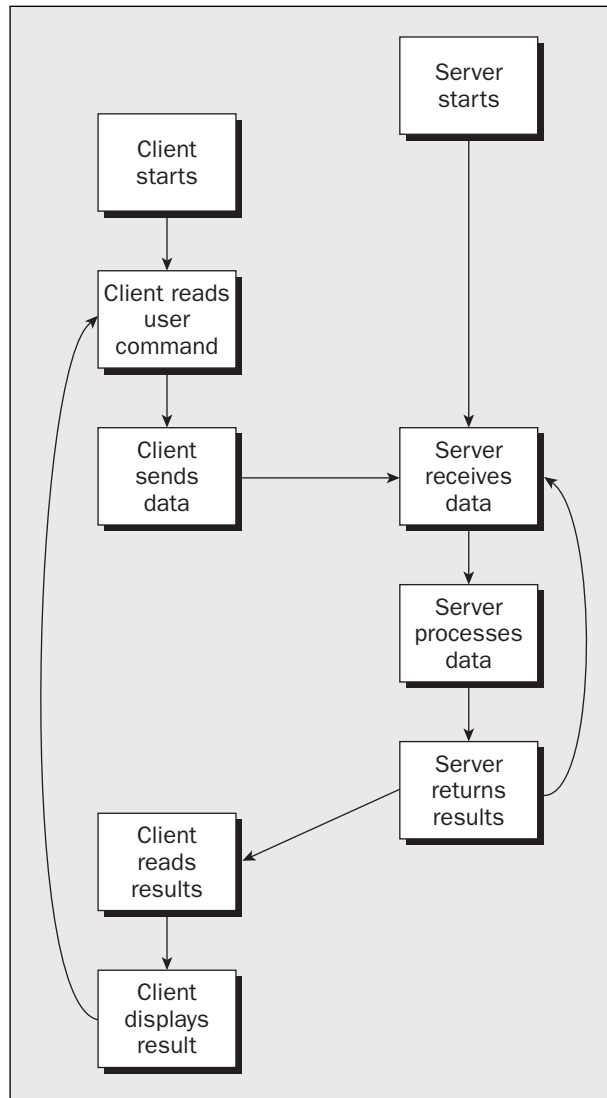 Server
starts
Client
starts
Client reads
user
command
Client
sends
data
Server
receives
data
Server
processes
data
Server
returns
results
Client
reads
results
Client
displays
result